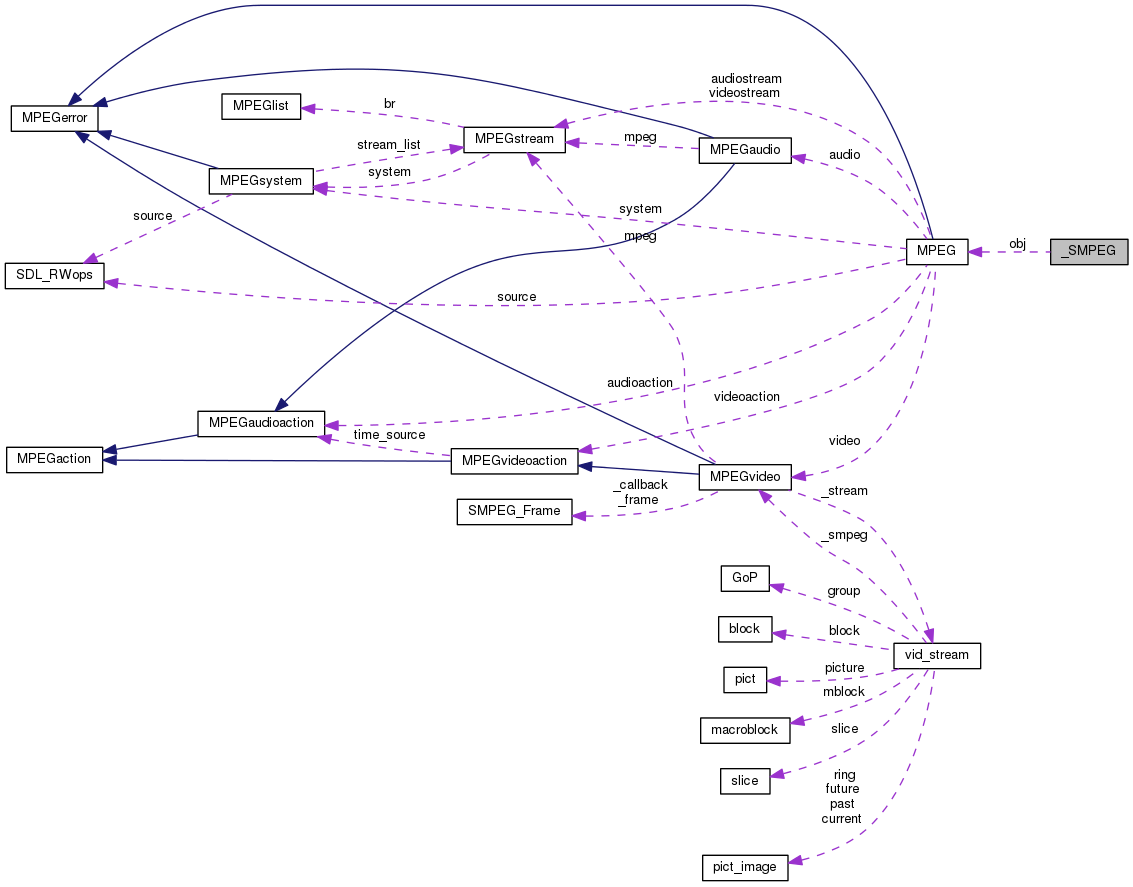 audiostream
videostream
MPEGlist
br
MPEGerror
MPEGstream
mpeg
MPEGaudio
stream_list
audio
system
MPEGsystem
source
system
mpeg
MPEG
obj
_SMPEG
SDL_RWops
source
audioaction
videoaction
MPEGaudioaction
time_source
video
MPEGaction
MPEGvideoaction
MPEGvideo
_callback
_frame
_stream
SMPEG_Frame
_smpeg
GoP
group
block
block
vid_stream
pict
picture
mblock
macroblock
slice
slice
ring
future
past
current
pict_image